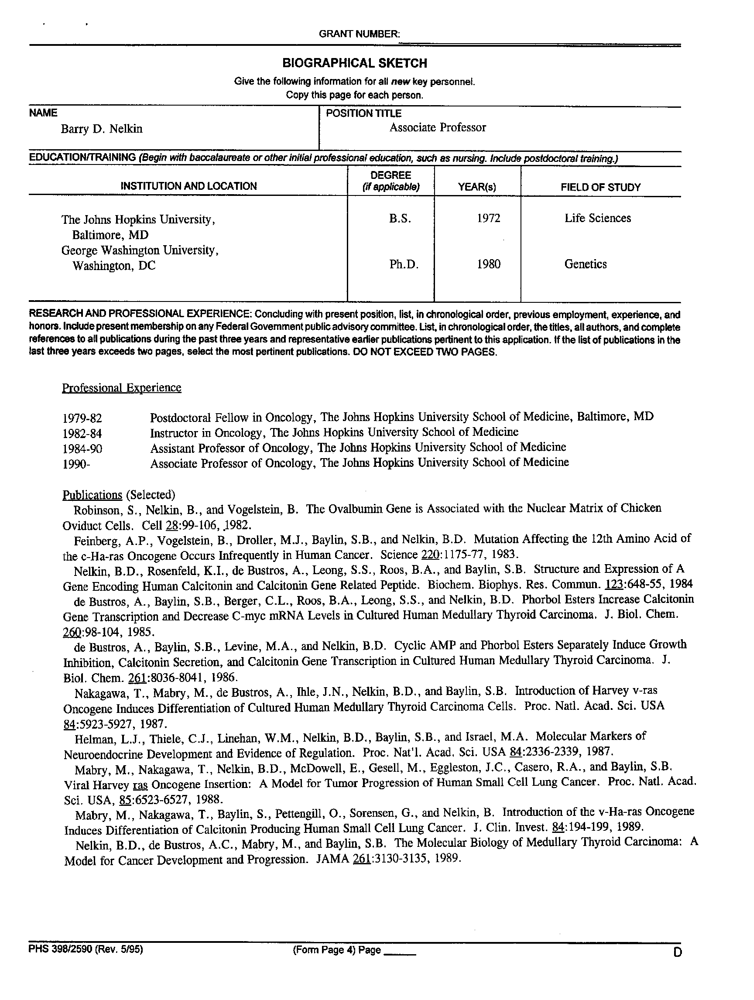 GRANT NUMBER:
BIOGRAPHICAL SKETCH
Give the following information for all new key personnel.
Copy this page for each person.
NAME
POSITION TITLE
Barry D. Nelkin
Associate Professor
EDUCATION/TRAINING (Begin with baccalaureate or other initial professional education, such as nursing. Include postdoctoral training.)
INSTITUTION AND LOCATION
DEGREE
(if applicable)
YEAR(s)
FIELD OF STUDY
The Johns Hopkins University,
Baltimore, MD
B.S.
1972
Life Sciences
George Washington University,
Washington, DC
Ph.D.
1980
Genetics
RESEARCH AND PROFESSIONAL EXPERIENCE: Concluding with present position, list, in chronological order, previous employment, experience, and
honors. Include present membership on any Federal Government public advisory committee. List, in chronological order, the titles, all authors, and complete
references to all publications during the past three years and representative earlier publications pertinent to this application. If the list of publications in the
last three years exceeds two pages, select the most pertinent publications. DO NOT EXCEED TWO PAGES.
Professional Experience
1979-82 Postdoctoral Fellow in Oncology, The Johns Hopkins University School of Medicine, Baltimore, MD
1982-84 Instructor in Oncology, The Johns Hopkins University School of Medicine
1984-90 Assistant Professor of Oncology, The Johns Hopkins University School of Medicine
1990- Associate Professor of Oncology, The Johns Hopkins University School of Medicine
Publications (Selected)
Robinson, S., Nelkin, B., and Vogelstein, B. The Ovalbumin Gene is Associated with the Nuclear Matrix of Chicken
Oviduct Cells. Cell 28:99-106, 1982.
Feinberg, A.P., Vogelstein, B., Droller, M.J., Baylin, S.B., and Nelkin, B.D. Mutation Affecting the 12th Amino Acid of
the c-Ha-ras Oncogene Occurs Infrequently in Human Cancer. Science 220:1175-77, 1983.
Nelkin, B.D., Rosenfeld, K.I., de Bustros, A., Leong, S.S., Roos, B.A., and Baylin, S.B. Structure and Expression of A
Gene Encoding Human Calcitonin and Calcitonin Gene Related Peptide. Biochem. Biophys. Res. Commun. 123:648-55, 1984
de Bustros, A., Baylin, S.B., Berger, C.L., Roos, B.A., Leong, S.S., and Nelkin, B.D. Phorbol Esters Increase Calcitonin
Gene Transcription and Decrease C-myc mRNA Levels in Cultured Human Medullary Thyroid Carcinoma. J. Biol. Chem.
260:98-104, 1985.
de Bustros, A., Baylin, S.B., Levine, M.A., and Nelkin, B.D. Cyclic AMP and Phorbol Esters Separately Induce Growth
Inhibition, Calcitonin Secretion, and Calcitonin Gene Transcription in Cultured Human Medullary Thyroid Carcinoma. J.
Biol. Chem. 261:8036-8041, 1986.
Nakagawa, T., Mabry, M., de Bustros, A., Ihle, J.N., Nelkin, B.D., and Baylin, S.B. Introduction of Harvey v-ras
Oncogene Induces Differentiation of Cultured Human Medullary Thyroid Carcinoma Cells. Proc. Natl. Acad. Sci. USA
84:5923-5927, 1987.
Helman, L.J., Thiele, C.J., Linehan, W.M., Nelkin, B.D., Baylin, S.B., and Israel, M.A. Molecular Markers of
Neuroendocrine Development and Evidence of Regulation. Proc. Nat'l. Acad. Sci. USA 84:2336-2339, 1987.
Mabry, M., Nakagawa, T., Nelkin, B.D., McDowell, E., Gesell, M., Eggleston, J.C., Casero, R.A., and Baylin, S.B.
Viral Harvey ras Oncogene Insertion: A Model for Tumor Progression of Human Small Cell Lung Cancer. Proc. Natl. Acad.
Sci. USA, 85:6523-6527, 1988.
Mabry, M., Nakagawa, T., Baylin, S., Pettengill, O., Sorensen, G., and Nelkin, B. Introduction of the v-Ha-ras Oncogene
Induces Differentiation of Calcitonin Producing Human Small Cell Lung Cancer. J. Clin. Invest. 84:194-199, 1989.
Nelkin, B.D., de Bustros, A.C., Mabry, M., and Baylin, S.B. The Molecular Biology of Medullary Thyroid Carcinoma: A
Model for Cancer Development and Progression. JAMA 261:3130-3135, 1989.
PHS 398/2590 (Rev. 5/95)
(Form Page 4) Page
D